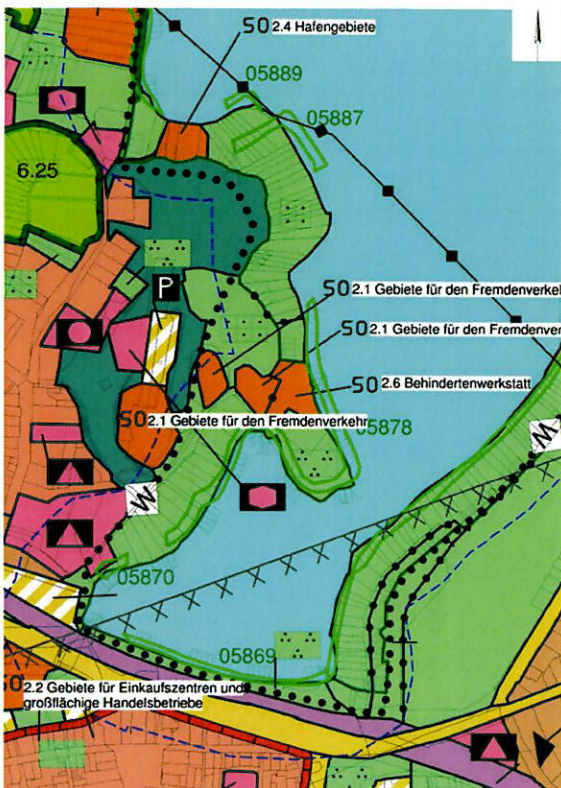 SO 2.4 Hafengebiete
05889
05887
6.25
P
SO 2.1 Gebiete für den Fremdenverkeh
SO 2.1 Gebiete für den Fremdenver
SO 2.6 Behindertenwerkstatt
SO 2.1 Gebiete für den Fremdenverkehr
05878
W
W
05870
05869
SO 2.2 Gebiete für Einkaufszentren und
großflächige Handelsbetriebe